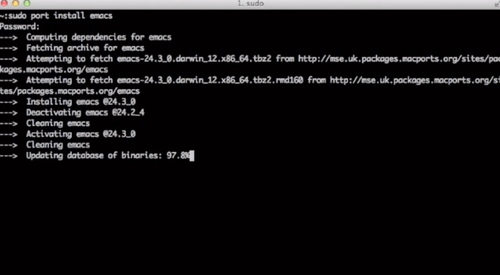 1. sudo
~:sudo port install emacs
Password:
---> Computing dependencies for emacs
---> Fetching archive for emacs
---> Attempting to fetch emacs-24.3_0.darwin_12.x86_64.tbz2 from http://mse.uk.packages.macports.org/sites/pac
kages.macports.org/emacs
---> Attempting to fetch emacs-24.3_0.darwin_12.x86_64.tbz2.rmd160 from http://mse.uk.packages.macports.org/si
tes/packages.macports.org/emacs
---> Installing emacs @24.3_0
---> Deactivating emacs @24.2_4
---> Cleaning emacs
---> Activating emacs @24.3_0
---> Cleaning emacs
---> Updating database of binaries: 97.8%